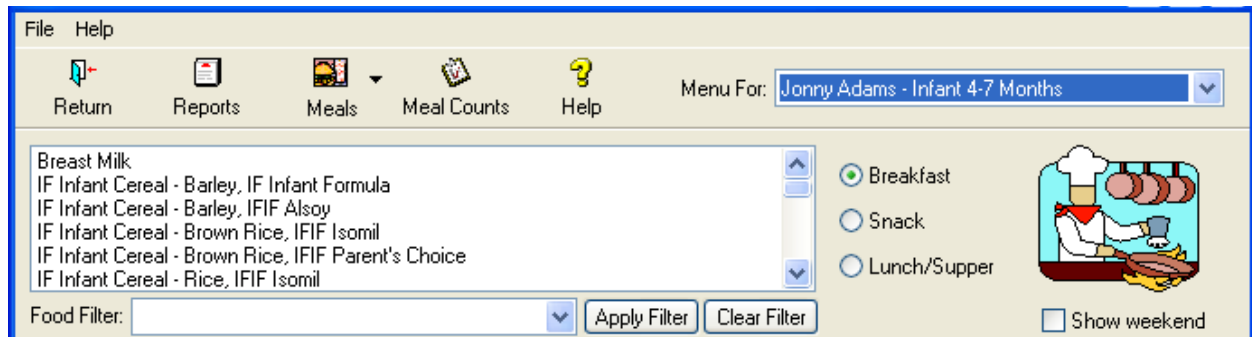 File Help
Return Reports Meals Meal Counts Help Menu For: Jonny Adams - Infant 4-7 Months
Breast Milk
IF Infant Cereal - Barley, IF Infant Formula
IF Infant Cereal - Barley, IFIF Alsoy
IF Infant Cereal - Brown Rice, IFIF Isomil
IF Infant Cereal - Brown Rice, IFIF Parent's Choice
IF Infant Cereal - Rice, IFIF Isomil
Breakfast
Snack
Lunch/Supper
Food Filter: Apply Filter Clear Filter
Show weekend